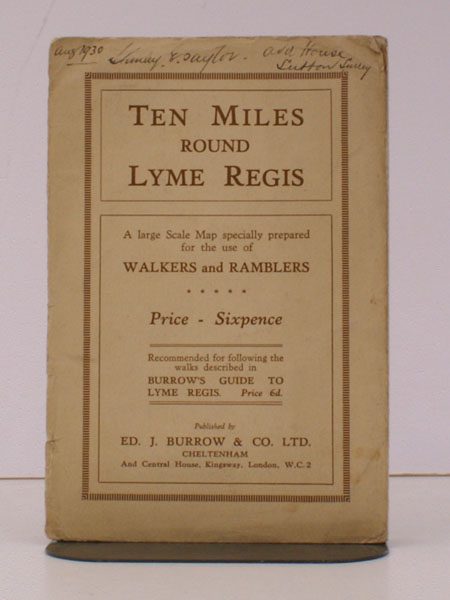 Aug 1930
Taylor.
House
Sutton Surrey
TEN MILES
ROUND
LYME REGIS
A large Scale Map specially prepared
for the use of
WALKERS and RAMBLERS
* * * * *
Price - Sixpence
Recommended for following the
walks described in
BURROW'S GUIDE TO
LYME REGIS. Price 6d.
Published by
ED. J. BURROW & CO. LTD.
CHELTENHAM
And Central House, Kingsway, London, W.C.2